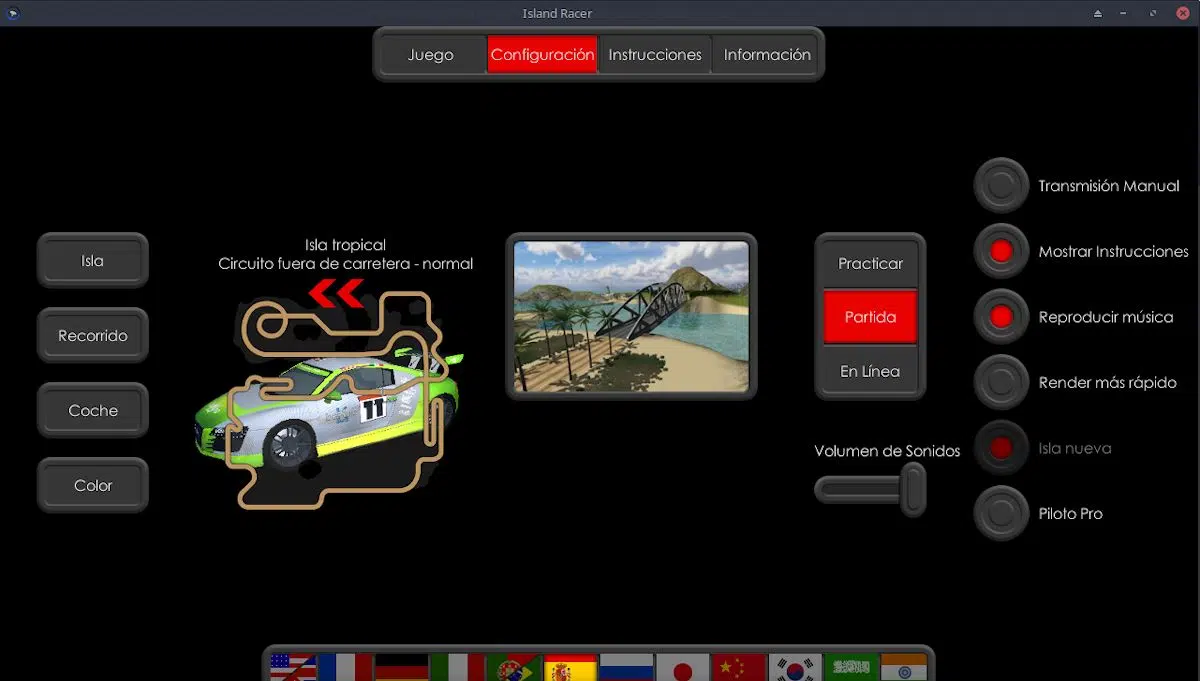 Island Racer
Juego
Configuración
Instrucciones
Información
Isla
Recorrido
Coche
Color
Isla tropical
Circuito fuera de carretera - normal
11
Practicar
Partida
En Línea
Volumen de Sonidos
Transmisión Manual
Mostrar Instrucciones
Reproducir música
Render más rápido
Isla nueva
Piloto Pro